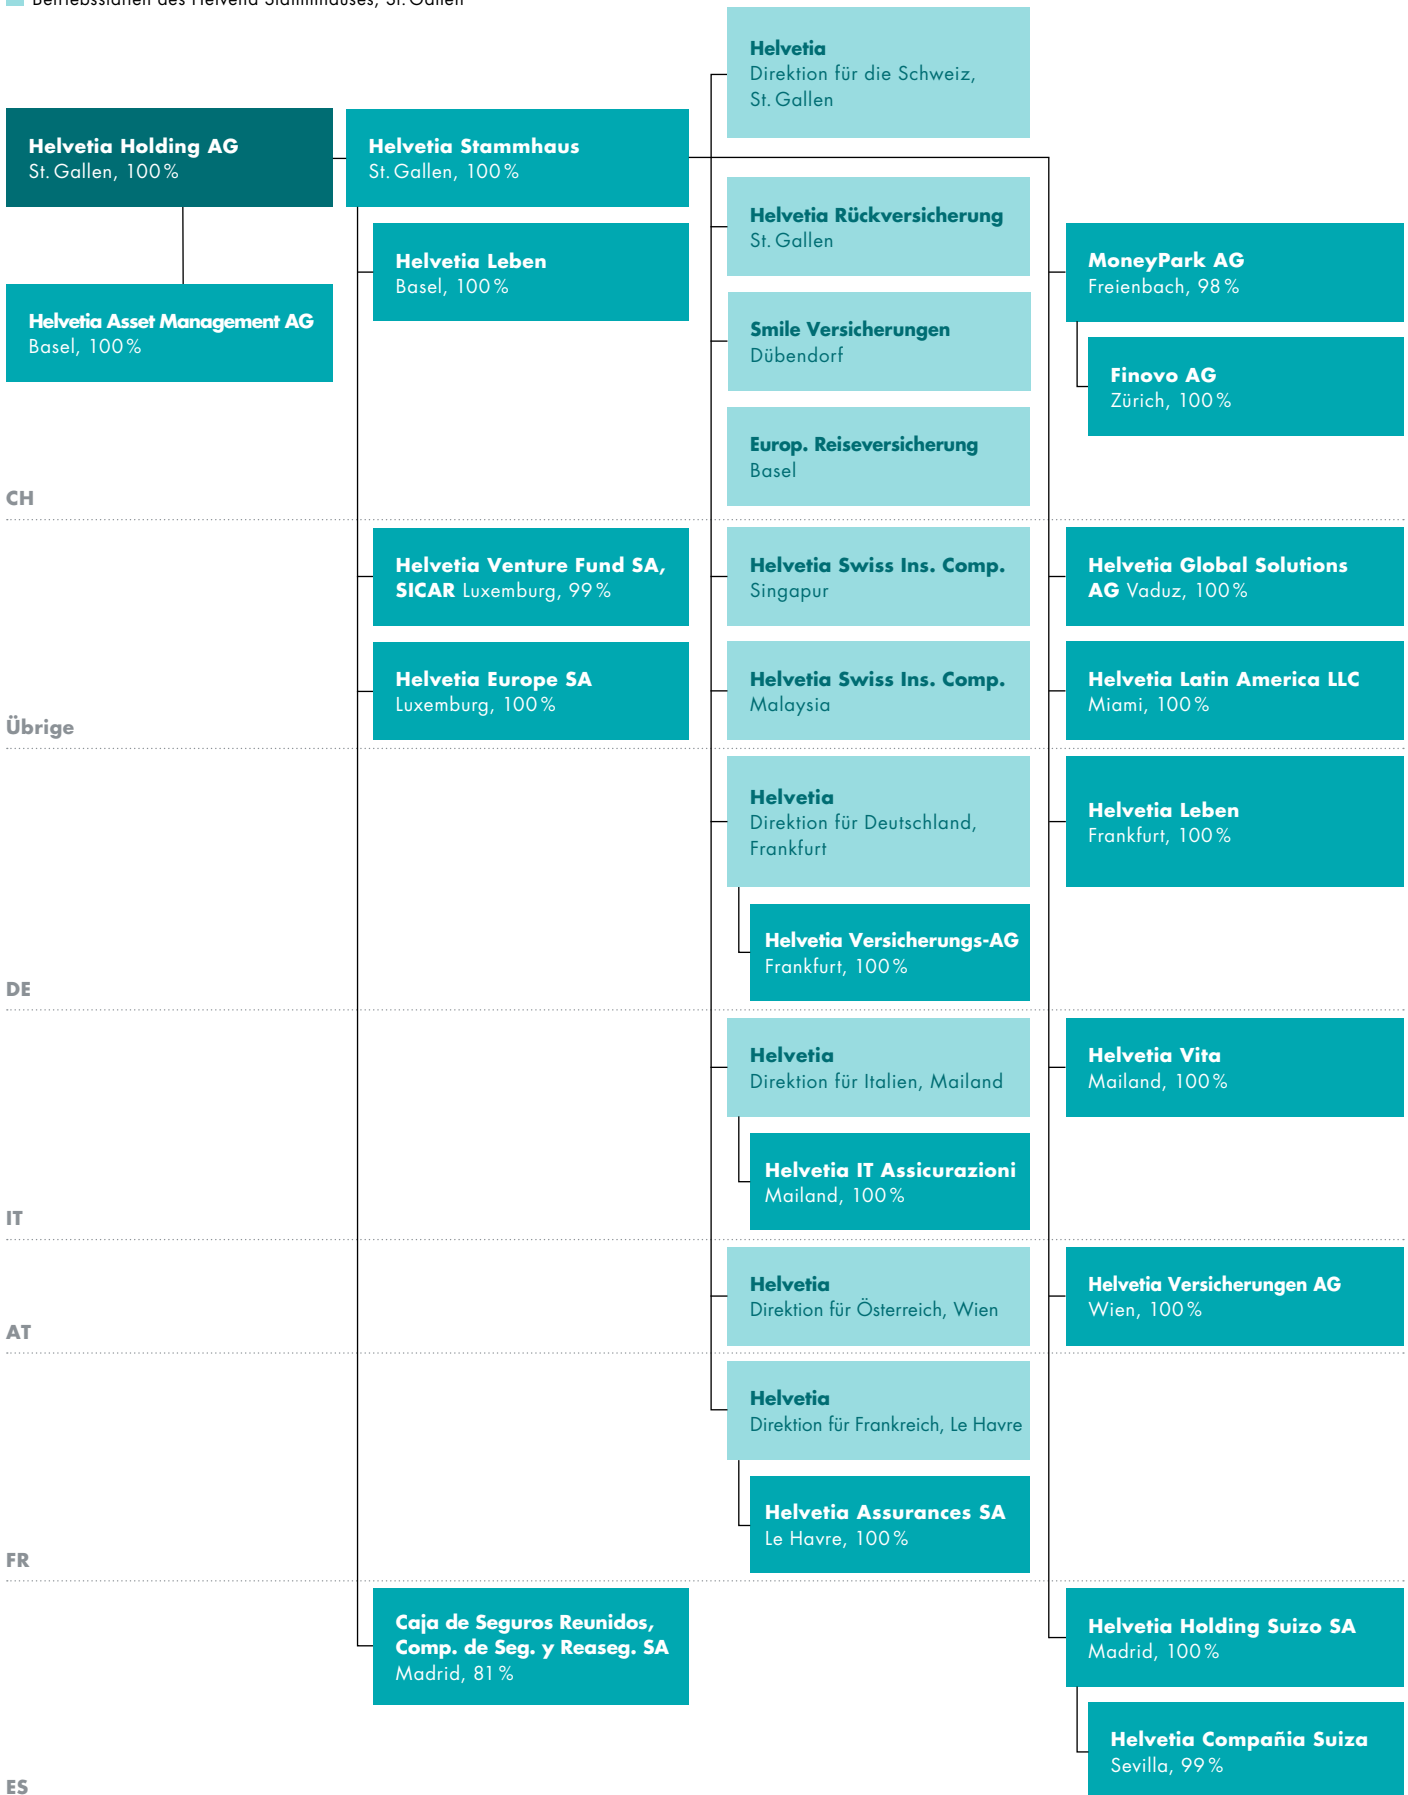 Betriebsstätten des Helvetia Stammhauses, St. Gallen
Helvetia
Direktion für die Schweiz,
St. Gallen
Helvetia Holding AG
St. Gallen, 100 %
Helvetia Stammhaus
St. Gallen, 100 %
Helvetia Rückversicherung
St. Gallen
Helvetia Leben
Basel, 100 %
MoneyPark AG
Freienbach, 98 %
Helvetia Asset Management AG
Basel, 100 %
Smile Versicherungen
Dübendorf
Finovo AG
Zürich, 100 %
Europ. Reiseversicherung
Basel
CH
Helvetia Venture Fund SA,
SICAR Luxemburg, 99 %
Helvetia Swiss Ins. Comp.
Singapur
Helvetia Global Solutions
AG Vaduz, 100 %
Helvetia Europe SA
Luxemburg, 100 %
Helvetia Swiss Ins. Comp.
Malaysia
Helvetia Latin America LLC
Miami, 100 %
Übrige
Helvetia
Direktion für Deutschland,
Frankfurt
Helvetia Leben
Frankfurt, 100 %
Helvetia Versicherungs-AG
Frankfurt, 100 %
DE
Helvetia
Direktion für Italien, Mailand
Helvetia Vita
Mailand, 100 %
Helvetia IT Assicurazioni
Mailand, 100 %
IT
Helvetia
Direktion für Österreich, Wien
Helvetia Versicherungen AG
Wien, 100 %
AT
Helvetia
Direktion für Frankreich, Le Havre
Helvetia Assurances SA
Le Havre, 100 %
FR
Caja de Seguros Reunidos,
Comp. de Seg. y Reaseg. SA
Madrid, 81 %
Helvetia Holding Suizo SA
Madrid, 100 %
Helvetia Compañia Suiza
Sevilla, 99 %
ES